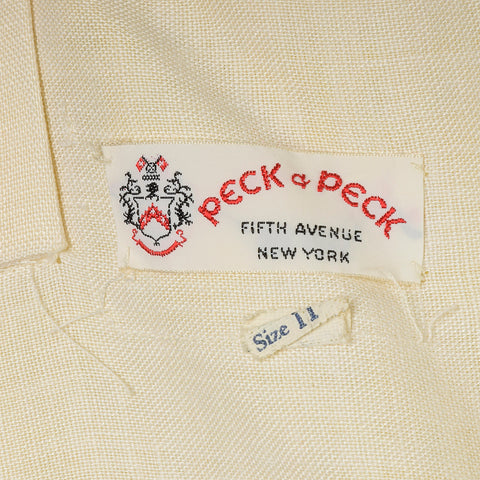 PECK & PECK
FIFTH AVENUE
NEW YORK
Size 11